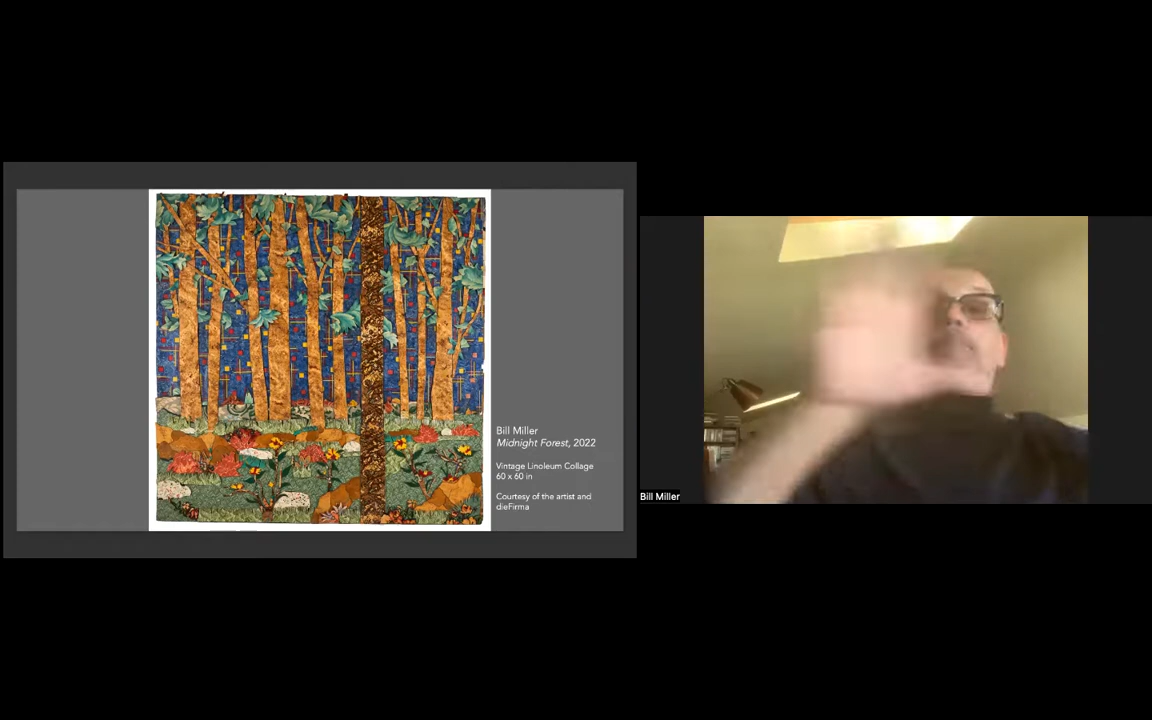 Bill Miller
Midnight Forest, 2022
Vintage Linoleum Collage
60 x 60 in
Courtesy of the artist and
dieFirma
Bill Miller